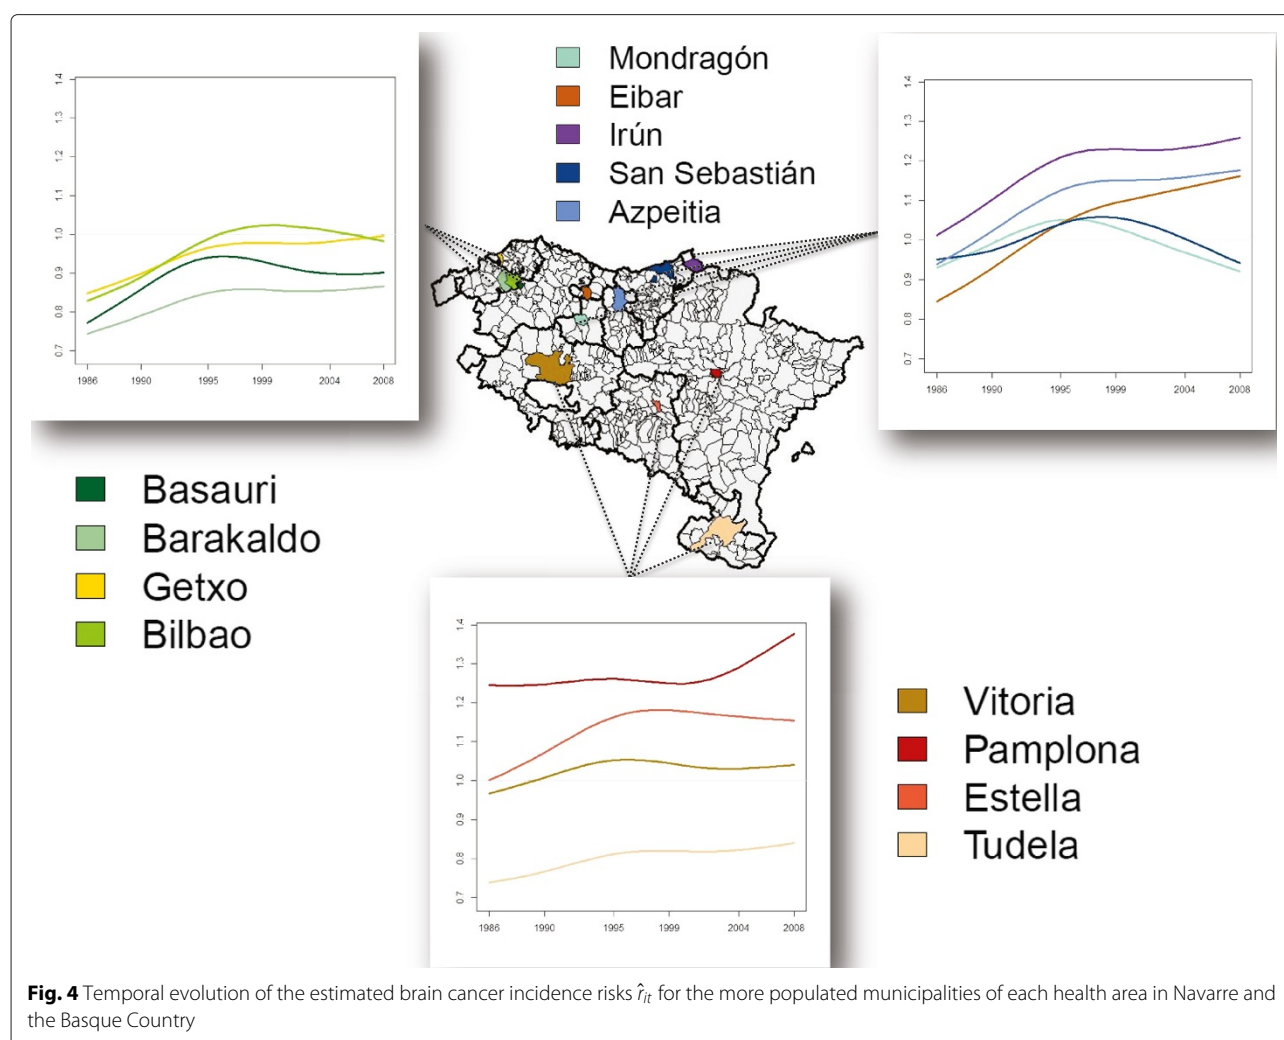 1.4
1.3
1.2
1.1
1.0
0.9
0.8
0.7
1986 1990 1995 1999 2004 2008
Mondragón
Eibar
Irún
San Sebastián
Azpeitia
1.4
1.3
1.2
1.1
1.0
0.9
0.8
0.7
1986 1990 1995 1999 2004 2008
Basauri
Barakaldo
Getxo
Bilbao
1.4
1.3
1.2
1.1
1.0
0.9
0.8
0.7
1986 1990 1995 1999 2004 2008
Vitoria
Pamplona
Estella
Tudela
Fig. 4 Temporal evolution of the estimated brain cancer incidence risks r̂it for the more populated municipalities of each health area in Navarre and
the Basque Country